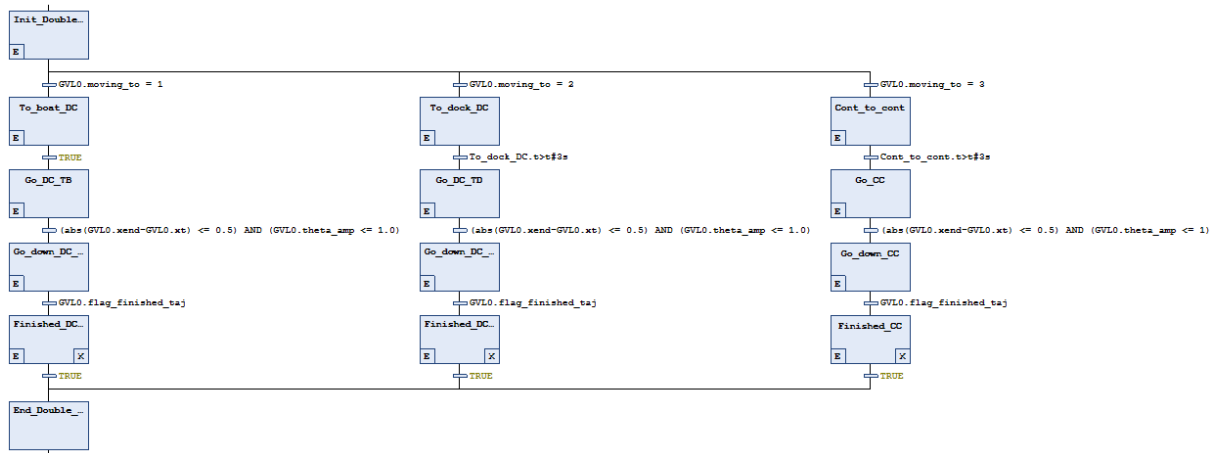 Init_Double…
E
GVL0.moving_to = 1 GVL0.moving_to = 2 GVL0.moving_to = 3
To_boat_DC To_dock_DC Cont_to_cont
E E E
TRUE To_dock_DC.t>t#3s Cont_to_cont.t>t#3s
Go_DC_TB Go_DC_TD Go_CC
E E E
(abs(GVL0.xend-GVL0.xt) <= 0.5) AND (GVL0.theta_amp <= 1.0) (abs(GVL0.xend-GVL0.xt) <= 0.5) AND (GVL0.theta_amp <= 1.0) (abs(GVL0.xend-GVL0.xt) <= 0.5) AND (GVL0.theta_amp <= 1)
Go_down_DC_… Go_down_DC_… Go_down_CC
E E E
GVL0.flag_finished_taj GVL0.flag_finished_taj GVL0.flag_finished_taj
Finished_DC… Finished_DC… Finished_CC
E X E X E X
TRUE TRUE TRUE
End_Double_…